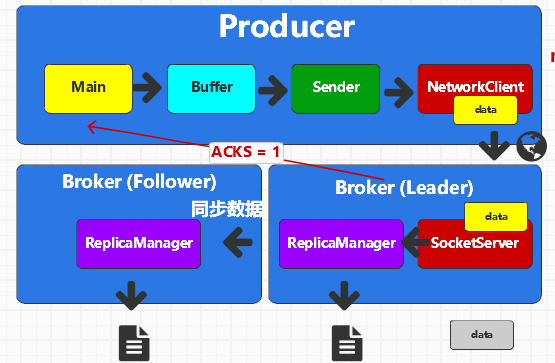 Producer
Main
Buffer
Sender
NetworkClient
data
ACKS = 1
Broker (Follower)
Broker (Leader)
同步数据
data
ReplicaManager
ReplicaManager
SocketServer
data